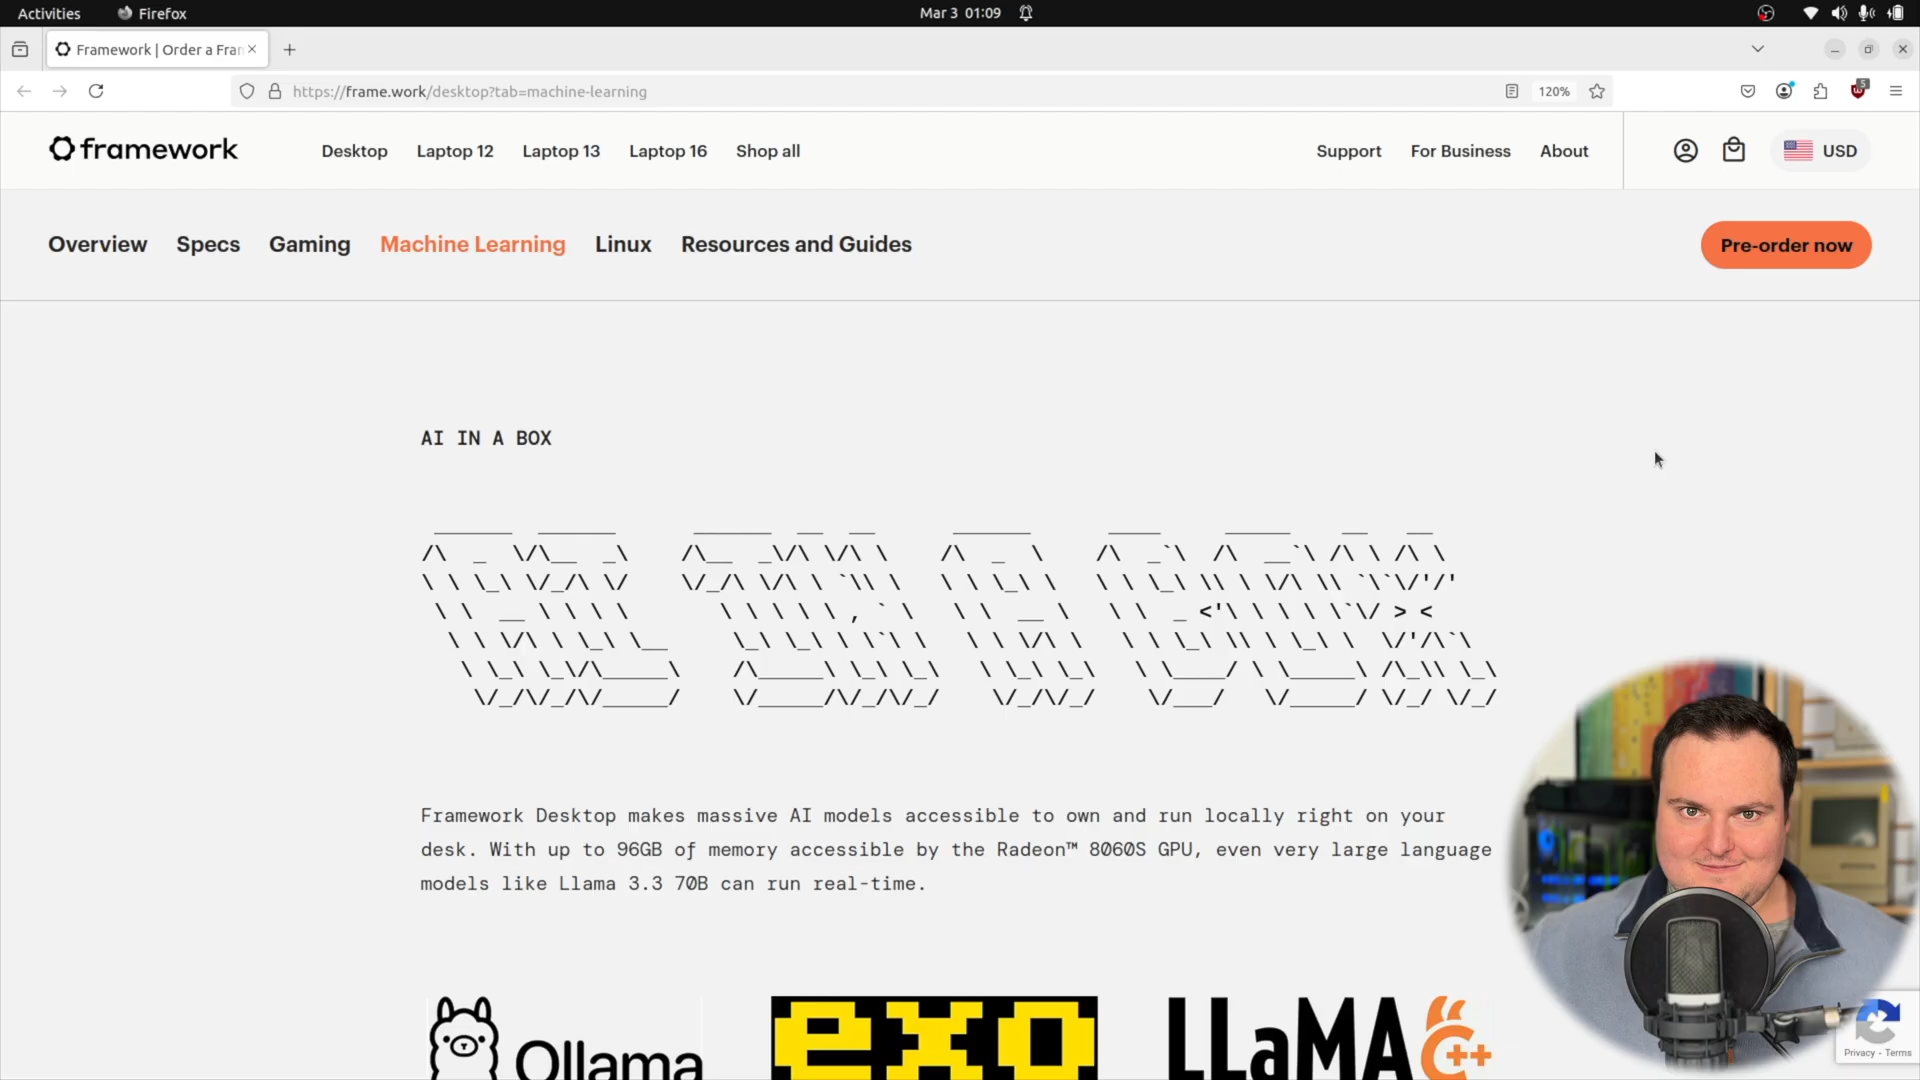 Activities
Firefox
Mar 3 01:09
Framework | Order a Fran
https://frame.work/desktop?tab=machine-learning
120%
5
framework
Desktop
Laptop 12
Laptop 13
Laptop 16
Shop all
Support
For Business
About
USD
Overview
Specs
Gaming
Machine Learning
Linux
Resources and Guides
Pre-order now
AI IN A BOX
AI IN A BOX
Framework Desktop makes massive AI models accessible to own and run locally right on your
desk. With up to 96GB of memory accessible by the Radeon™ 8060S GPU, even very large language
models like Llama 3.3 70B can run real-time.
Ollama
exo
LLaMA C++
Privacy - Terms